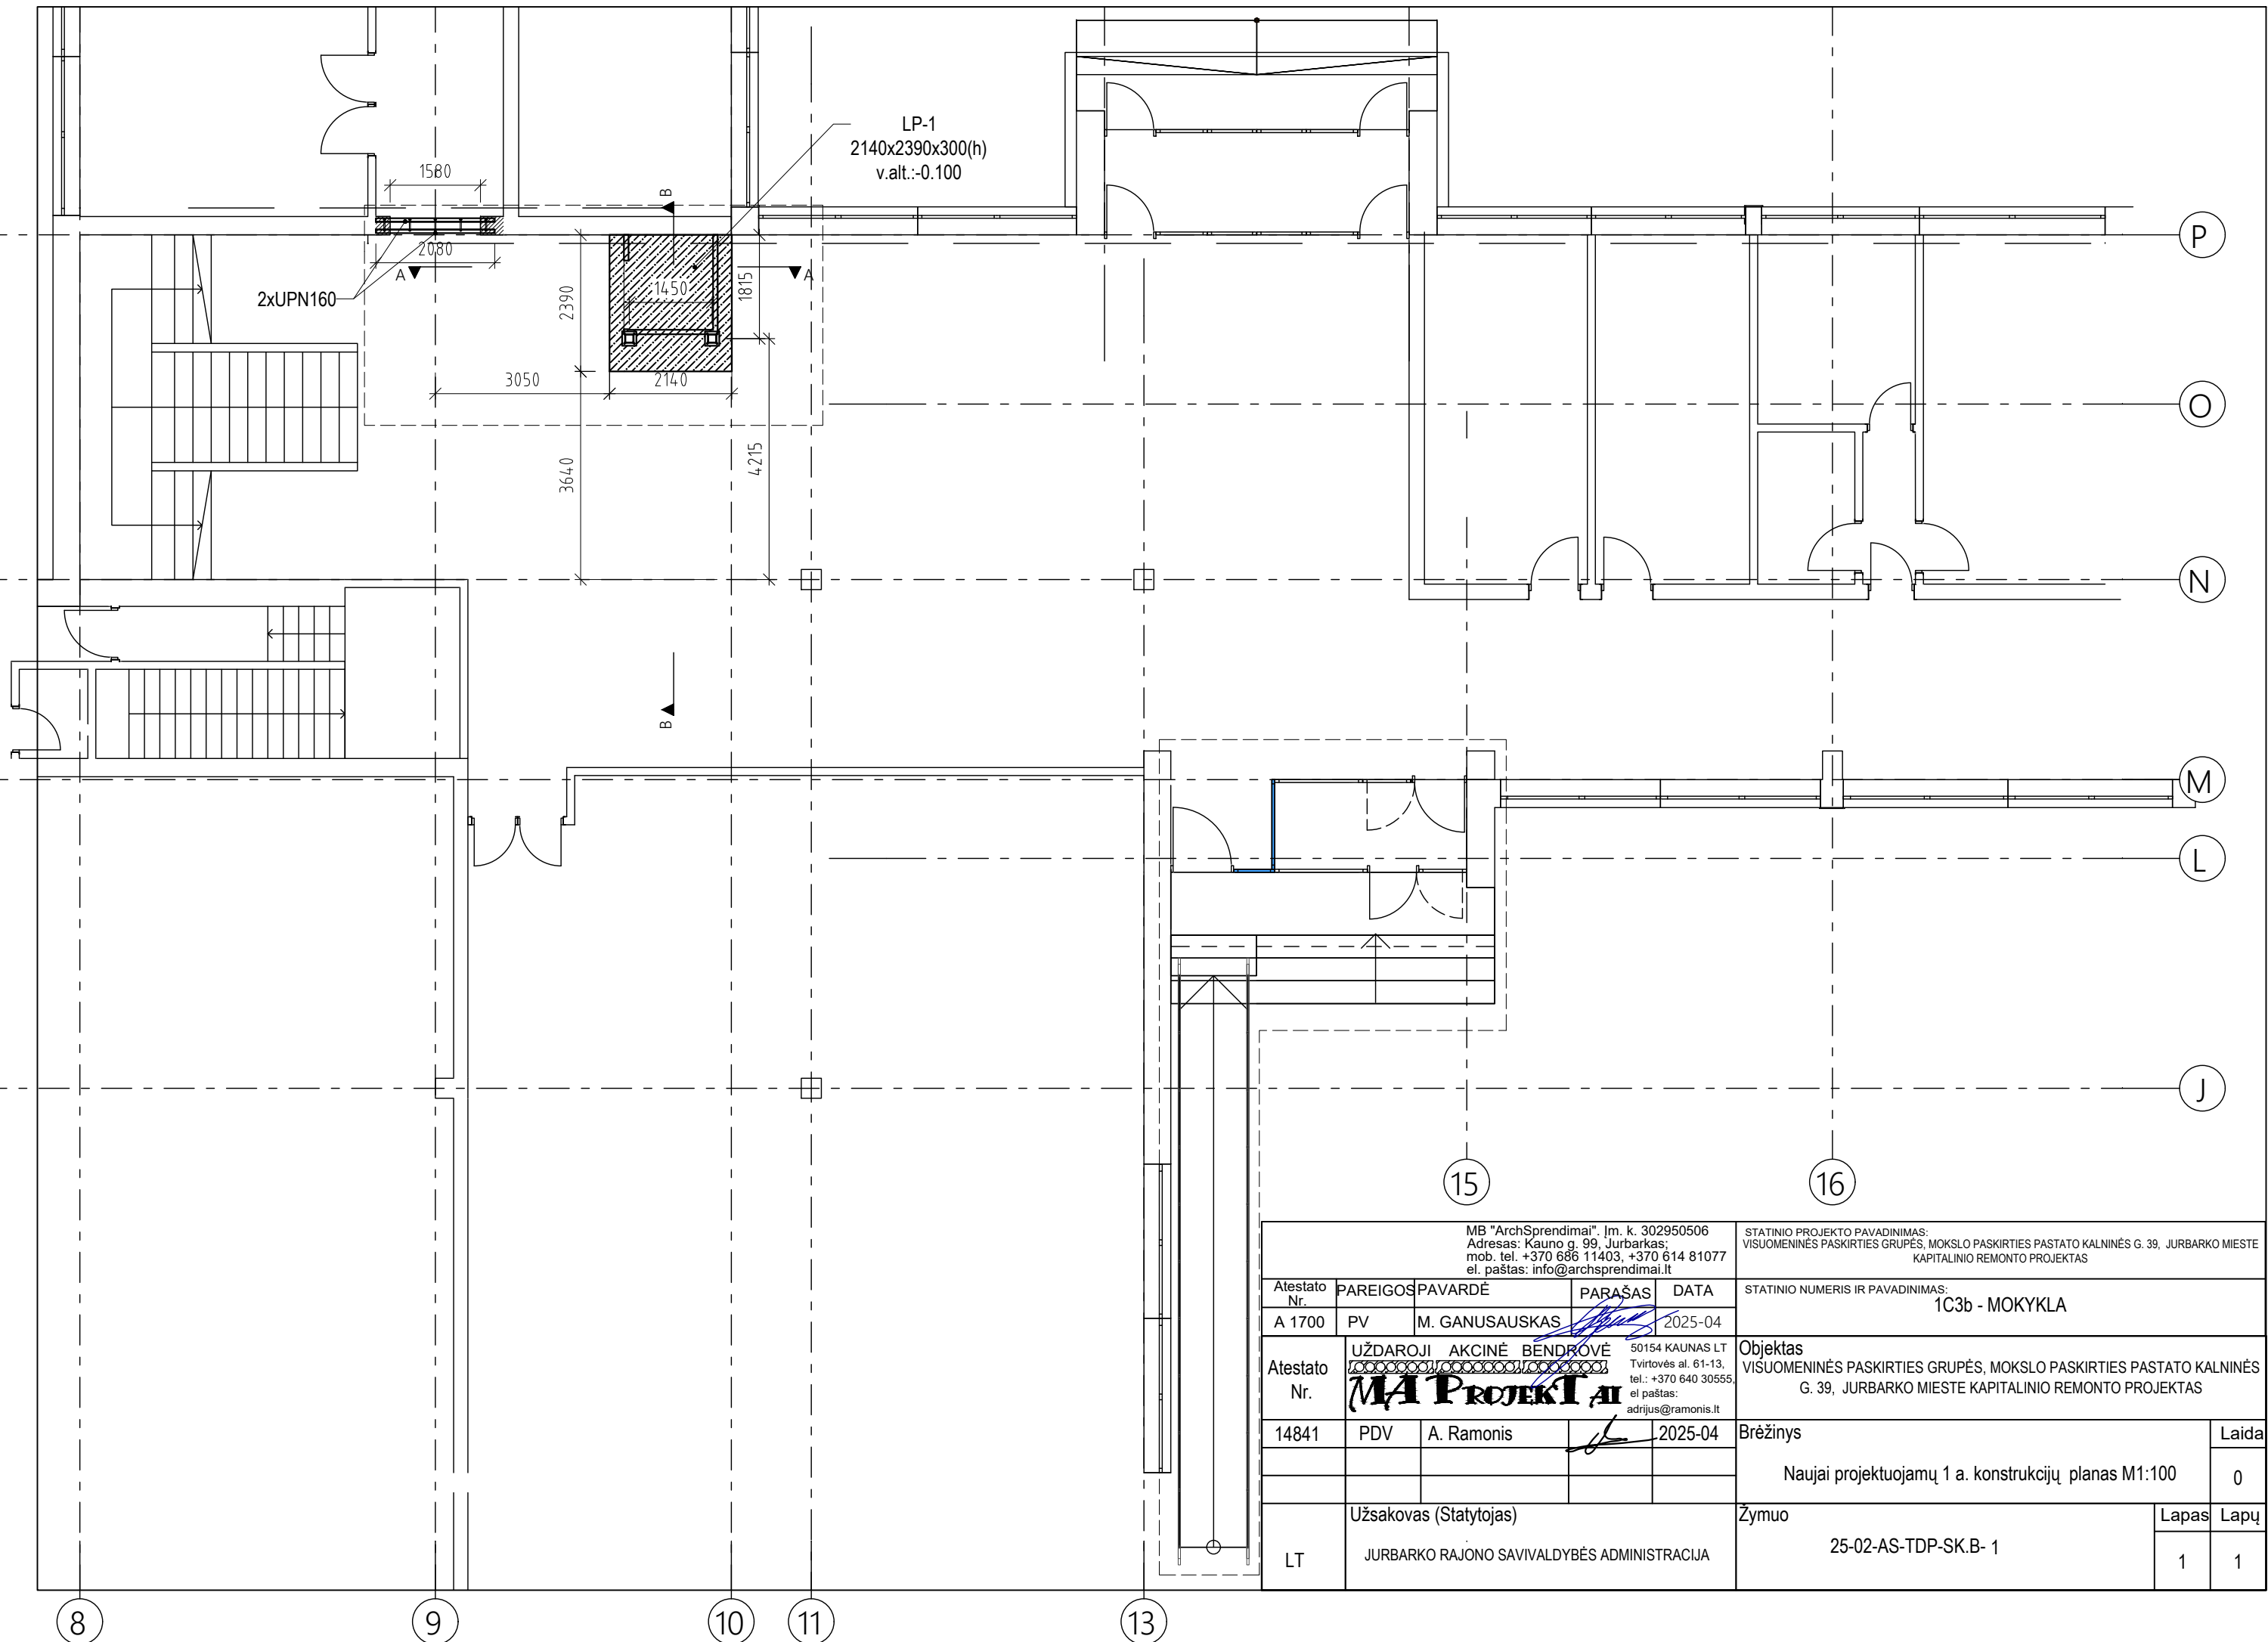 LP-1
2140x2390x300(h)
v.alt.:-0.100
1580
B
2080
A
A
2xUPN160
2390
1450
1815
3050
2140
3640
4215
B
P
O
N
M
L
J
15
16
8
9
10
11
13
MB "ArchSprendimai". Įm. k. 302950506
Adresas: Kauno g. 99, Jurbarkas;
mob. tel. +370 686 11403, +370 614 81077
el. paštas: info@archsprendimai.lt
STATINIO PROJEKTO PAVADINIMAS:
VISUOMENINĖS PASKIRTIES GRUPĖS, MOKSLO PASKIRTIES PASTATO KALNINĖS G. 39, JURBARKO MIESTE
KAPITALINIO REMONTO PROJEKTAS
Atestato Nr.
PAREIGOS
PAVARDĖ
PARAŠAS
DATA
STATINIO NUMERIS IR PAVADINIMAS:
1C3b - MOKYKLA
A 1700
PV
M. GANUSAUSKAS
2025-04
Atestato
Nr.
UŽDAROJI AKCINĖ BENDROVĖ
MA PROJEKTAI
50154 KAUNAS LT
Tvirtovės al. 61-13,
tel.: +370 640 30555,
el paštas:
adrijus@ramonis.lt
Objektas
VISUOMENINĖS PASKIRTIES GRUPĖS, MOKSLO PASKIRTIES PASTATO KALNINĖS
G. 39, JURBARKO MIESTE KAPITALINIO REMONTO PROJEKTAS
14841
PDV
A. Ramonis
2025-04
Brėžinys
Laida
Naujai projektuojamų 1 a. konstrukcijų planas M1:100
0
LT
Užsakovas (Statytojas)
JURBARKO RAJONO SAVIVALDYBĖS ADMINISTRACIJA
Žymuo
25-02-AS-TDP-SK.B- 1
Lapas
Lapų
1
1